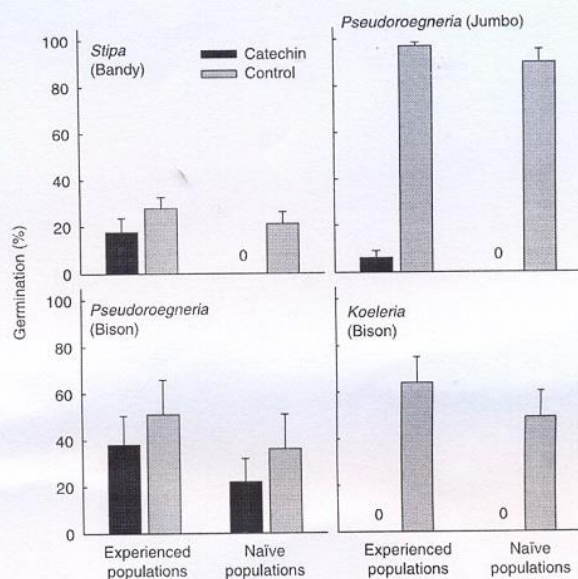 Germination (%)
100
80
60
40
20
0
Stipa
(Bandy)
Catechin
Control
0
Pseudoroegneria (Jumbo)
0
100
80
60
40
20
0
Pseudoroegneria
(Bison)
Koeleria
(Bison)
0
0
Experienced
populations
Naïve
populations
Experienced
populations
Naïve
populations